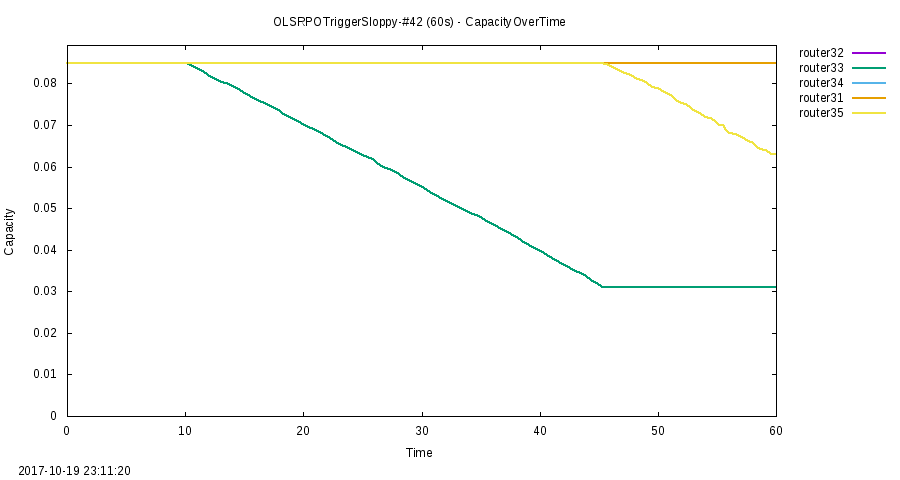 OLSRPOTriggerSloppy-#42 (60s) - CapacityOverTime
router32
router33
router34
router31
router35
0.08
0.07
0.06
0.05
0.04
0.03
0.02
0.01
0
Capacity
0 10 20 30 40 50 60
Time
2017-10-19 23:11:20